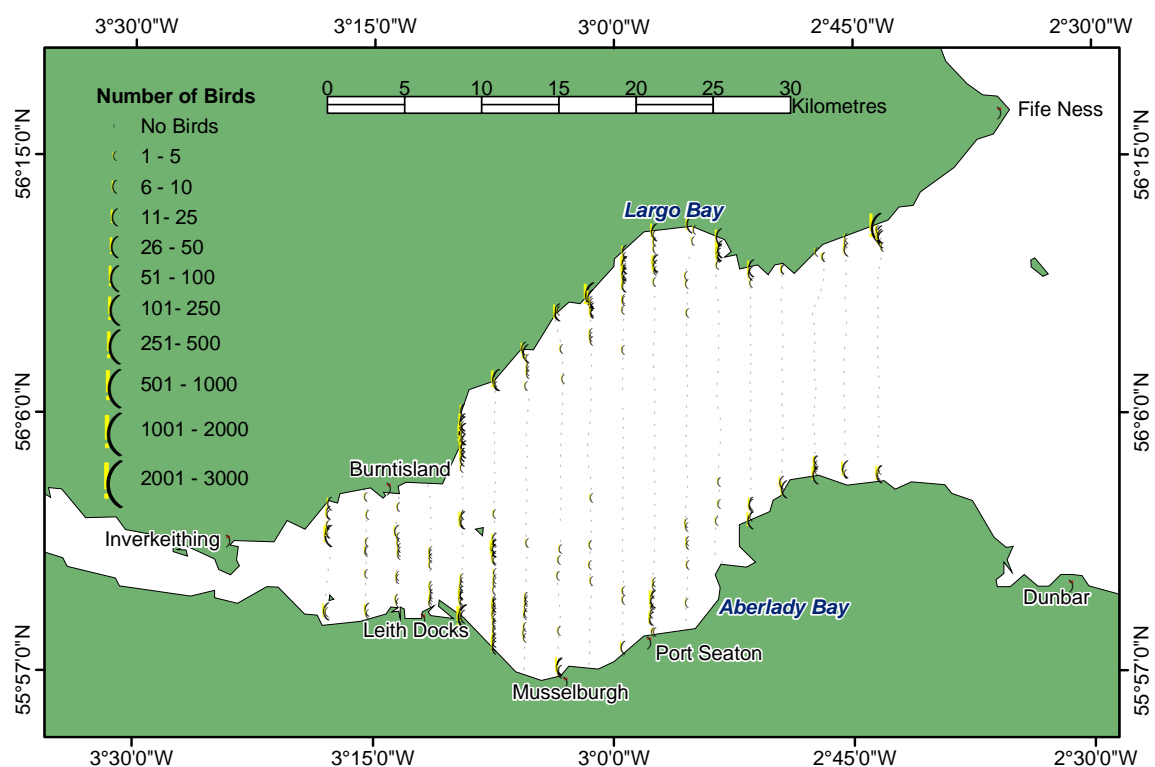 3°30'0"W 3°15'0"W 3°0'0"W 2°45'0"W 2°30'0"W
0 5 10 15 20 25 30
Kilometres
Number of Birds
No Birds
1 - 5
6 - 10
11- 25
26 - 50
51 - 100
101- 250
251- 500
501 - 1000
1001 - 2000
2001 - 3000
Fife Ness
56°15'0"N 56°15'0"N
Largo Bay
56°6'0"N 56°6'0"N
Burntisland
Inverkeithing
Leith Docks
Aberlady Bay
Dunbar
Port Seaton
55°57'0"N 55°57'0"N
Musselburgh
3°30'0"W 3°15'0"W 3°0'0"W 2°45'0"W 2°30'0"W